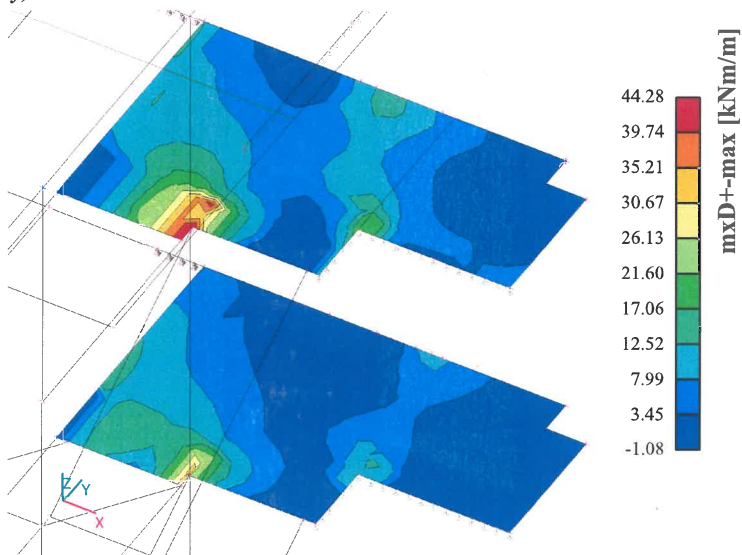 y,
mxD+-max [kNm/m]
44.28
39.74
35.21
30.67
26.13
21.60
17.06
12.52
7.99
3.45
-1.08
Z
Y
X